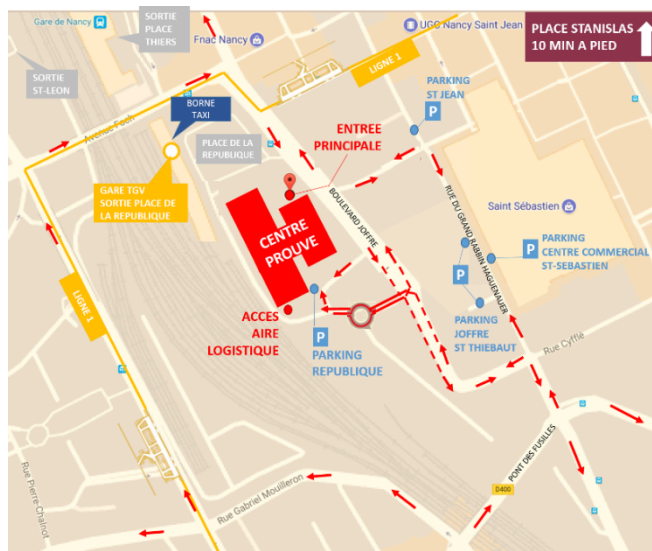 Gare de Nancy
SORTIE
PLACE
THIERS
Fnac Nancy
UGC Nancy Saint Jean
PLACE STANISLAS
10 MIN A PIED
SORTIE
ST-LEON
LIGNE 1
BORNE
TAXI
Avenue Foch
PARKING
ST JEAN
P
PLACE DE LA
REPUBLIQUE
ENTREE
PRINCIPALE
GARE TGV
SORTIE PLACE DE
LA REPUBLIQUE
BOULEVARD JOFFRE
RUE DU GRAND RABBIN HAGUENAUER
Saint Sébastien
CENTRE
PROUVE
P
PARKING
CENTRE COMMERCIAL
ST-SEBASTIEN
P
LIGNE 1
ACCES
AIRE
LOGISTIQUE
P
PARKING
REPUBLIQUE
PARKING
JOFFRE
ST THIEBAUT
Rue Cyfflé
PONT DES FUSILLES
D400
Rue Pierre-Chalnot
Rue Gabriel Mouilleron